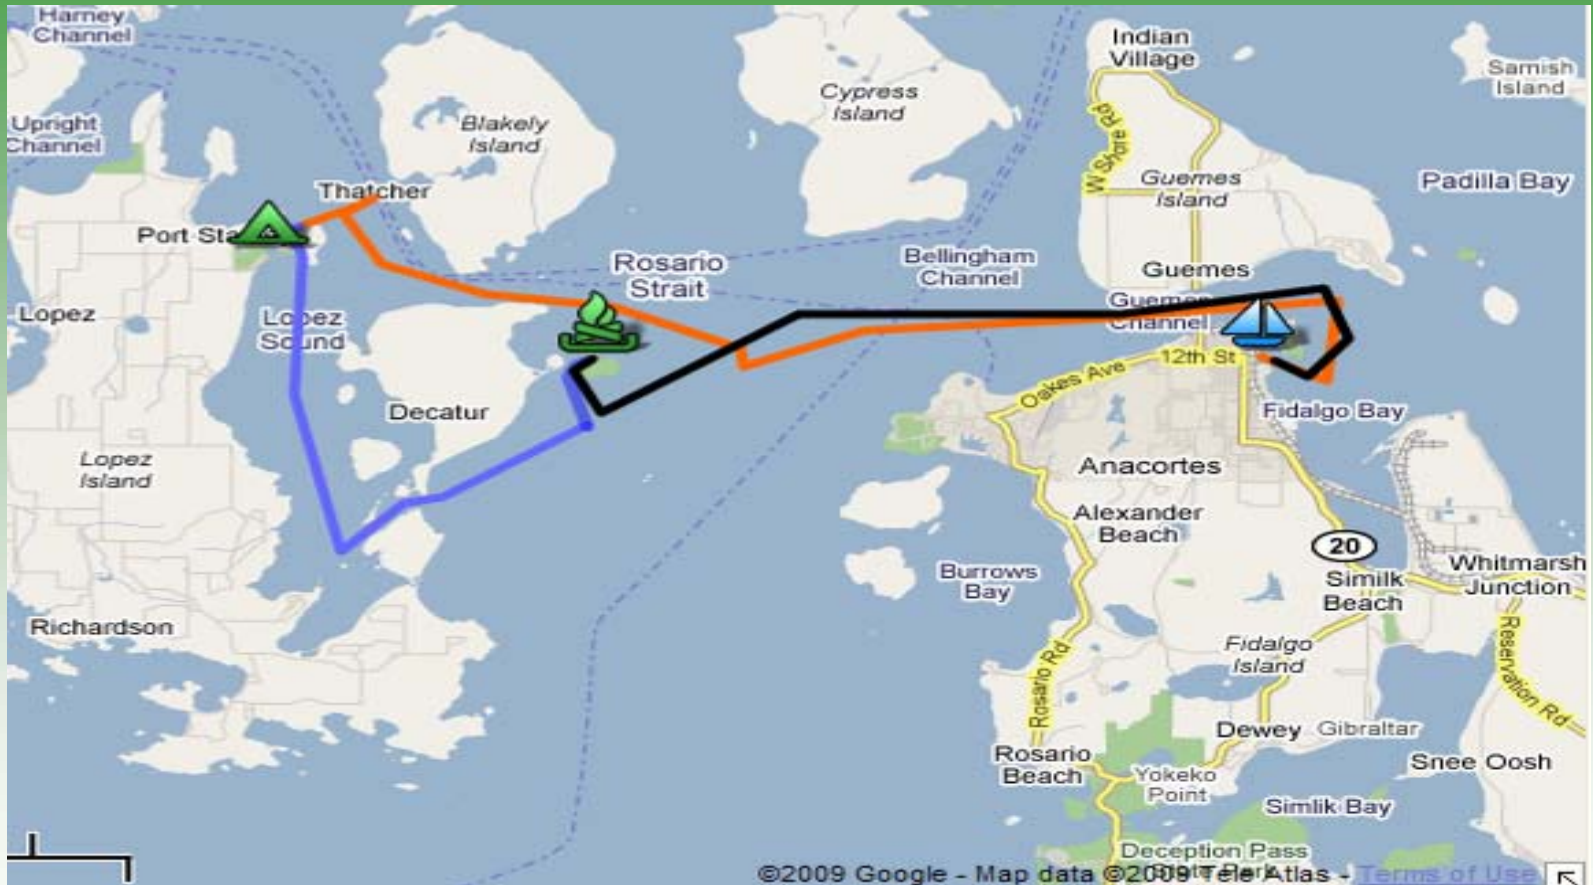 Harney
Channel
Indian
Village
Samish
Island
Cypress
Island
Upright
Channel
Blakely
Island
W Shore Rd
Thatcher
Guemes
Island
Padilla Bay
Port Sta
Rosario
Strait
Bellingham
Channel
Guemes
Lopez
Lopez
Sound
Guemes
Channel
12th St
Oakes Ave
Decatur
Fidalgo Bay
Lopez
Island
Anacortes
Alexander
Beach
20
Burrows
Bay
Whitmarsh
Junction
Similk
Beach
Richardson
Fidalgo
Island
Rosario Rd
Reservation Rd
Dewey
Gibraltar
Rosario
Beach
Snee Oosh
Yokeko
Point
Simlik Bay
Deception Pass
State Park
©2009 Google - Map data ©2009 Tele Atlas - Terms of Use